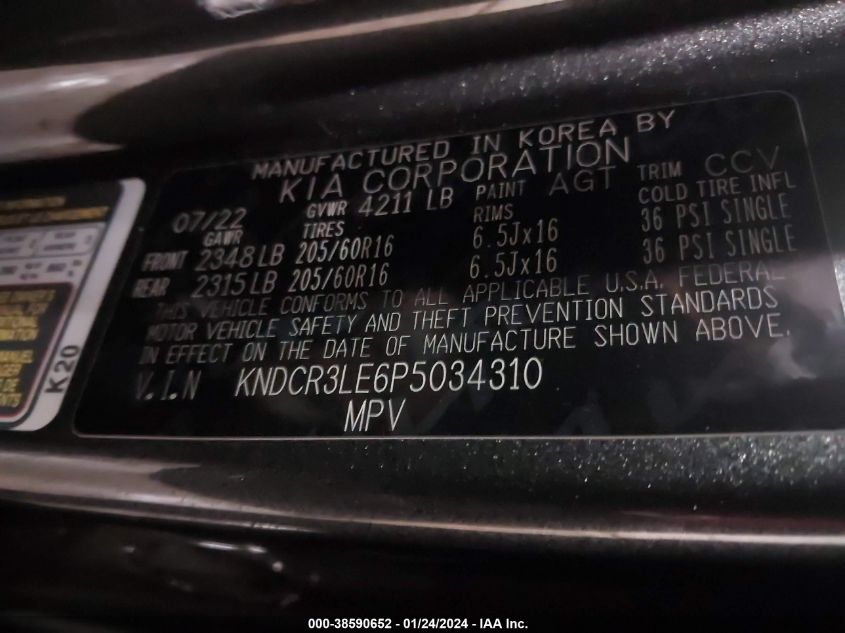 MANUFACTURED IN KOREA BY
KIA CORPORATION
07/22 GVWR 4211 LB PAINT AGT TRIM CCV
GAWR TIRES RIMS COLD TIRE INFL
FRONT 2348 LB 205/60R16 6.5Jx16 36 PSI SINGLE
REAR 2315 LB 205/60R16 6.5Jx16 36 PSI SINGLE
THIS VEHICLE CONFORMS TO ALL APPLICABLE U.S.A. FEDERAL
MOTOR VEHICLE SAFETY AND THEFT PREVENTION STANDARDS
IN EFFECT ON THE DATE OF MANUFACTURE SHOWN ABOVE.
V.I.N KNDCR3LE6P5034310
MPV
K20
000-38590652 - 01/24/2024 - IAA Inc.